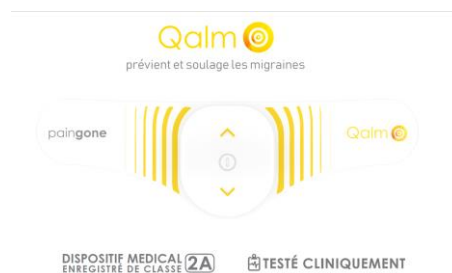 Qalm
prévient et soulage les migraines
paingone
Qalm
DISPOSITIF MEDICAL 2A
ENREGISTRÉ DE CLASSE
TESTÉ CLINIQUEMENT